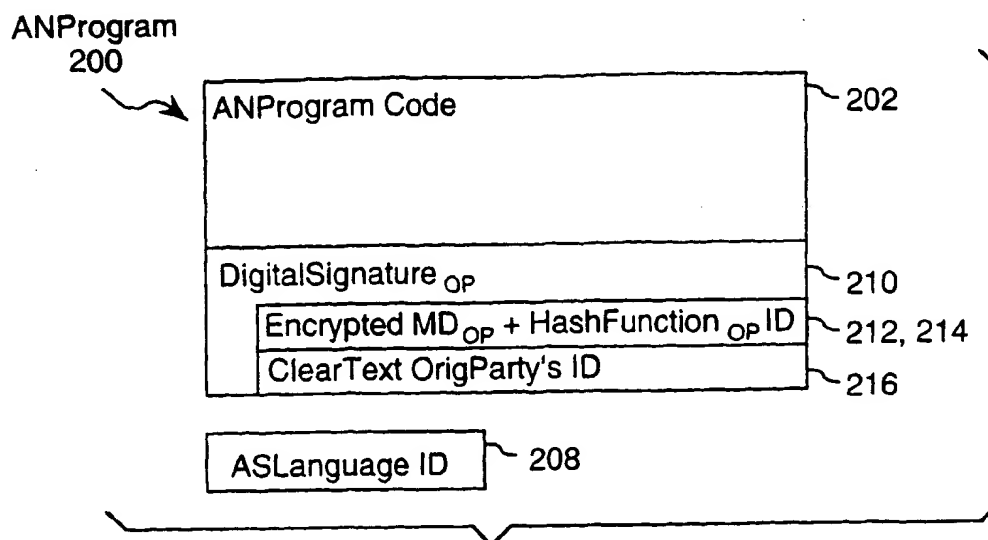 ANProgram
200
ANProgram Code 202
DigitalSignature OP 210
Encrypted MD OP + HashFunction OP ID 212, 214
ClearText OrigParty's ID 216
ASLanguage ID 208